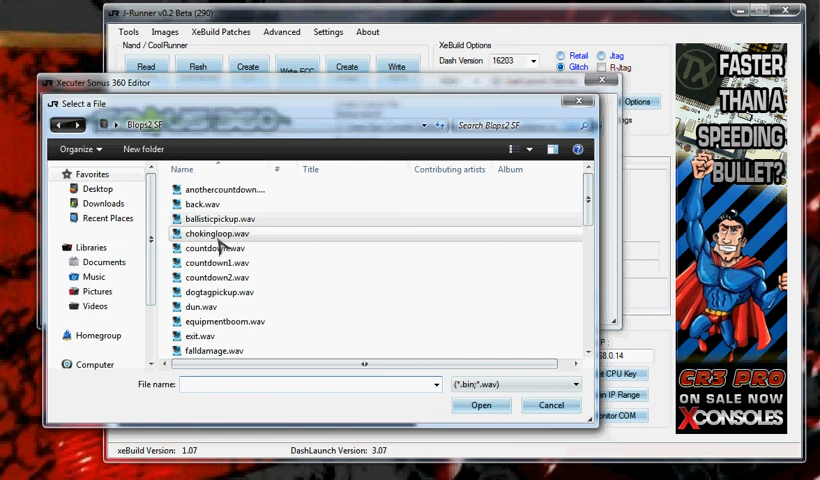 J-Runner v0.2 Beta (290)
Tools Images XeBuild Patches Advanced Settings About
Nand / CoolRunner
Read Flash Create Create Write
XeBuild Options
Dash Version 16203
Retail Jtag
Glitch R-Jtag
Options
Xecuter Sonus 360 Editor
Select a File
Blops2 SF
Search Blops2 SF
Organize New folder
Name # Title Contributing artists Album
Favorites
Desktop
Downloads
Recent Places
Libraries
Documents
Music
Pictures
Videos
Homegroup
Computer
anothercountdown....
back.wav
ballisticpickup.wav
chokingloop.wav
countdown.wav
countdown1.wav
countdown2.wav
dogtagpickup.wav
dun.wav
equipmentboom.wav
exit.wav
falldamage.wav
File name:
(*.bin;*.wav)
Open Cancel
8.0.14
CPU Key
IP Range
COM
xeBuild Version: 1.07 DashLaunch Version: 3.07
TX
FASTER
THAN A
SPEEDING
BULLET?
CR3 PRO
ON SALE NOW
XCONSOLES